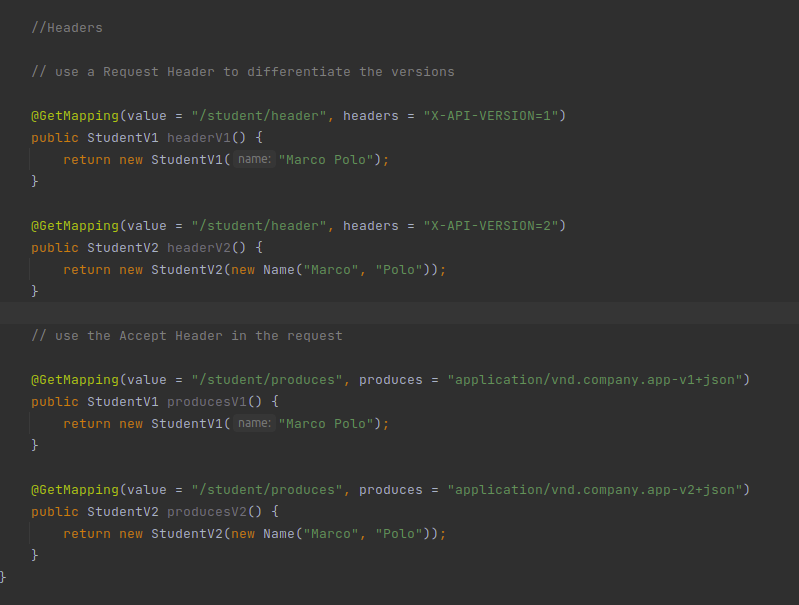 //Headers
// use a Request Header to differentiate the versions
@GetMapping(value = "/student/header", headers = "X-API-VERSION=1")
public StudentV1 headerV1() {
return new StudentV1( name: "Marco Polo");
}
@GetMapping(value = "/student/header", headers = "X-API-VERSION=2")
public StudentV2 headerV2() {
return new StudentV2(new Name("Marco", "Polo"));
}
// use the Accept Header in the request
@GetMapping(value = "/student/produces", produces = "application/vnd.company.app-v1+json")
public StudentV1 producesV1() {
return new StudentV1( name: "Marco Polo");
}
@GetMapping(value = "/student/produces", produces = "application/vnd.company.app-v2+json")
public StudentV2 producesV2() {
return new StudentV2(new Name("Marco", "Polo"));
}
}